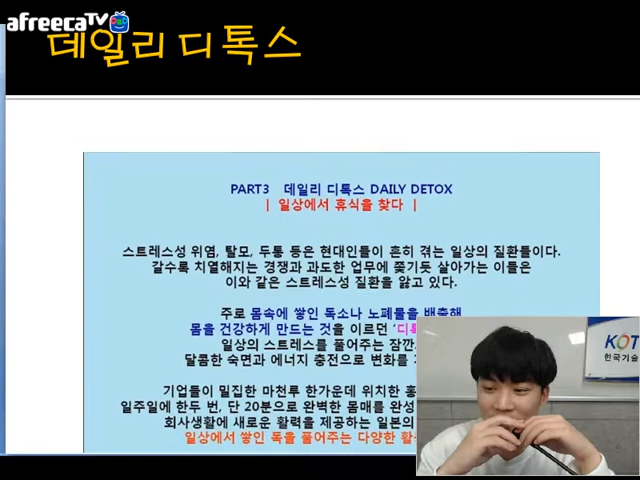 afreecaTV
데일리 디톡스
PART3 데일리 디톡스 DAILY DETOX
| 일상에서 휴식을 찾다 |
스트레스성 위염, 탈모, 두통 등은 현대인들이 흔히 겪는 일상의 질환들이다.
갈수록 치열해지는 경쟁과 과도한 업무에 쫓기듯 살아가는 이들은
이와 같은 스트레스성 질환을 앓고 있다.
주로 몸속에 쌓인 독소나 노폐물을 배출해
몸을 건강하게 만드는 것을 이르던 '디톡
일상의 스트레스를 풀어주는 잠깐
달콤한 숙면과 에너지 충전으로 변화를
KOT
한국기술
기업들이 밀집한 마천루 한가운데 위치한
일주일에 한두 번, 단 20분으로 완벽한 몸매를 완성
회사생활에 새로운 활력을 제공하는 일본의
일상에서 쌓인 독을 풀어주는 다양한